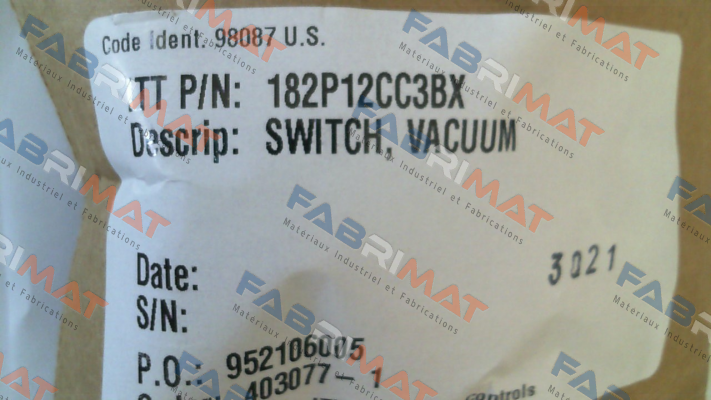 Code Ident. 98087 U.S.
ITT P/N: 182P12CC3BX
Descrip: SWITCH, VACUUM
Date:
3021
S/N:
P.O.: 952106005
403077-1
FABRIMAT
Materiaux Industriel et Fabrications